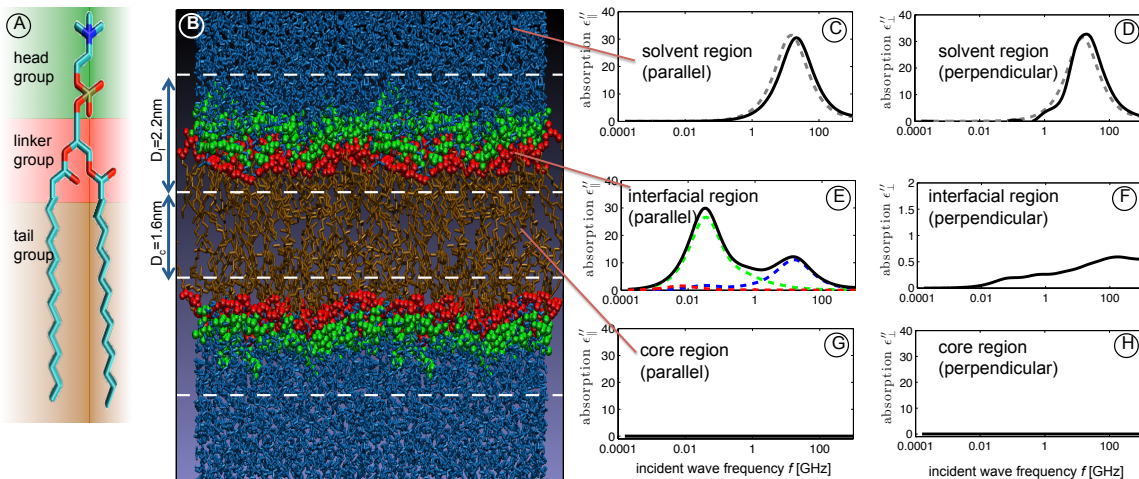 A
head
group
linker
group
tail
group
B
D_l=2.2nm
D_c=1.6nm
C
solvent region
(parallel)
absorption ϵ″∥
40
30
20
10
0
0.0001
0.01
1
100
D
solvent region
(perpendicular)
absorption ϵ″⊥
40
30
20
10
0
0.0001
0.01
1
100
E
interfacial region
(parallel)
absorption ϵ″∥
40
30
20
10
0
0.0001
0.01
1
100
F
interfacial region
(perpendicular)
absorption ϵ″⊥
2
1.5
1
0.5
0
0.0001
0.01
1
100
G
core region
(parallel)
absorption ϵ″∥
40
30
20
10
0
0.0001
0.01
1
100
incident wave frequency f [GHz]
H
core region
(perpendicular)
absorption ϵ″⊥
40
30
20
10
0
0.0001
0.01
1
100
incident wave frequency f [GHz]